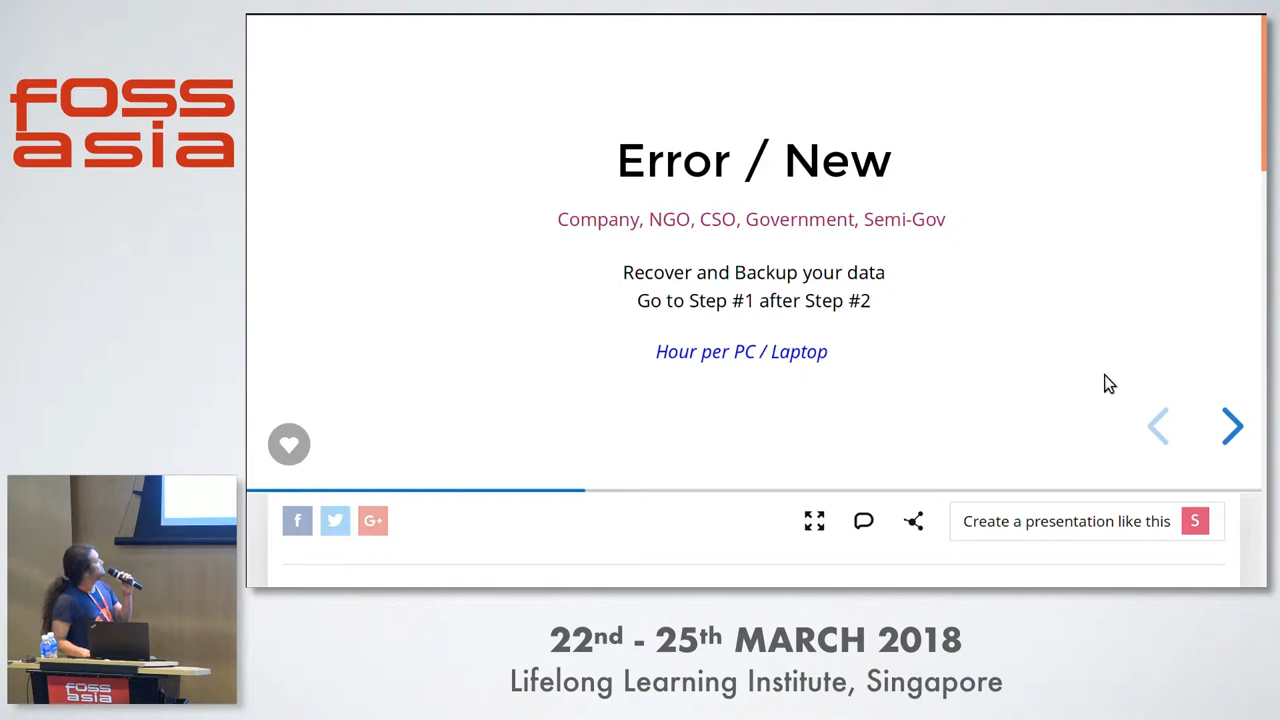 foss
asia
Error / New
Company, NGO, CSO, Government, Semi-Gov
Recover and Backup your data
Go to Step #1 after Step #2
Hour per PC / Laptop
f
G+
Create a presentation like this S
22nd - 25th MARCH 2018
Lifelong Learning Institute, Singapore
foss
asia